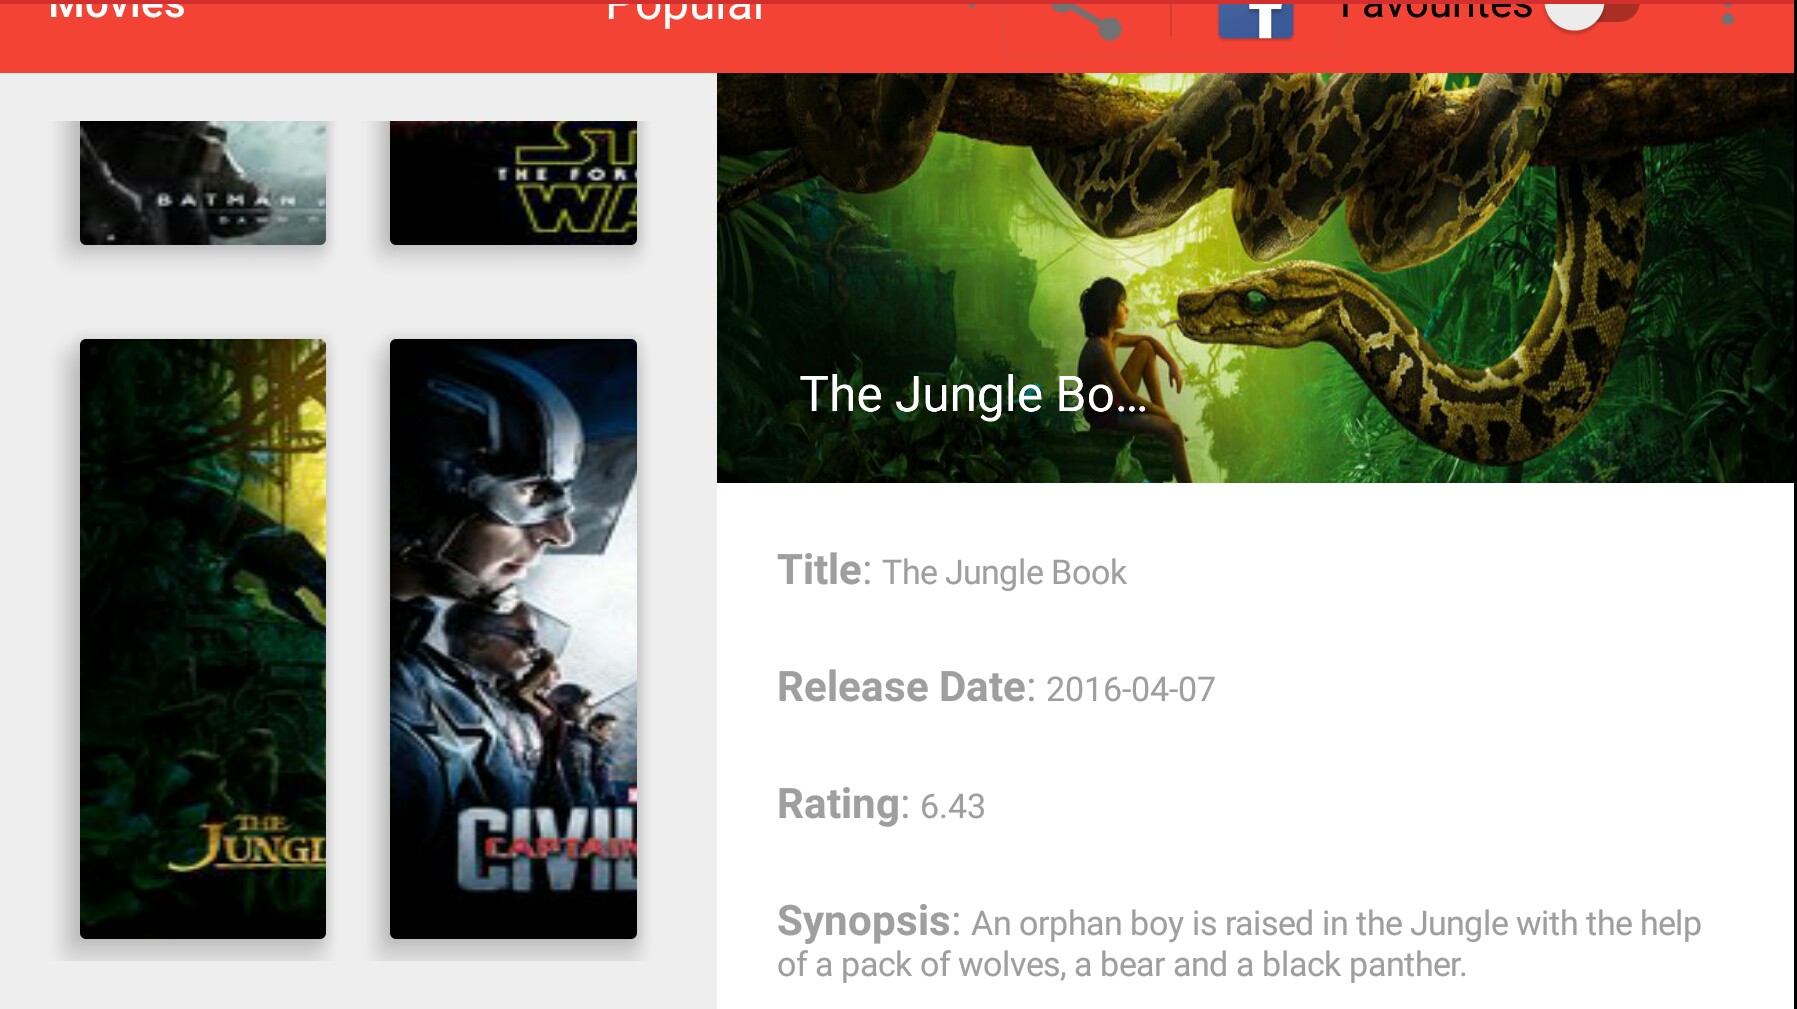 Movies
Popular
Favourites
BATMAN
DAWN
ST
THE FOR
WA
THE
JUNGL
CIVIL
CAPTAIN
The Jungle Bo...
Title: The Jungle Book
Release Date: 2016-04-07
Rating: 6.43
Synopsis: An orphan boy is raised in the Jungle with the help
of a pack of wolves, a bear and a black panther.